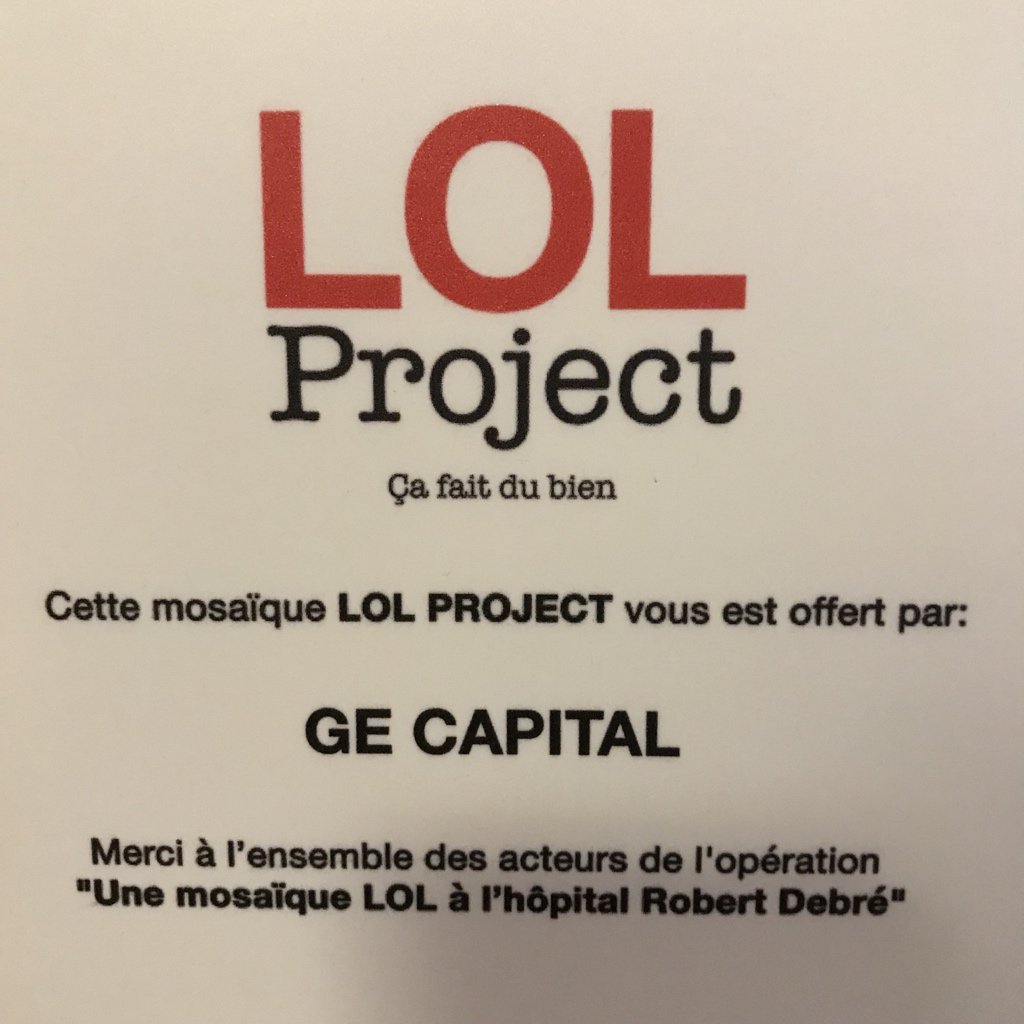 LOL
Project
Ça fait du bien
Cette mosaïque LOL PROJECT vous est offert par:
GE CAPITAL
Merci à l’ensemble des acteurs de l'opération
"Une mosaïque LOL à l’hôpital Robert Debré"